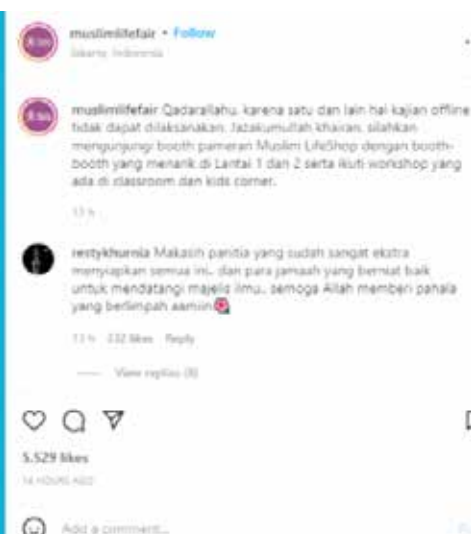 muslimlifefair • Follow
Jakarta, Indonesia
muslimlifefair Qadarallahu, karena satu dan lain hal kajian offline
tidak dapat dilaksanakan. Jazakumullah khairan, silahkan
mengunjungi booth pameran Muslim LifeShop dengan booth-
booth yang menarik di Lantai 1 dan 2 serta ikuti workshop yang
ada di classroom dan kids corner.
13 h
restykhurnia Makasih panitia yang sudah sangat ekstra
menyiapkan semua ini.. dan para jamaah yang berniat baik
untuk mendatangi majelis ilmu.. semoga Allah memberi pahala
yang berlimpah aamiin
13 h 232 likes Reply
View replies (8)
5.529 likes
14 HOURS AGO
Add a comment...